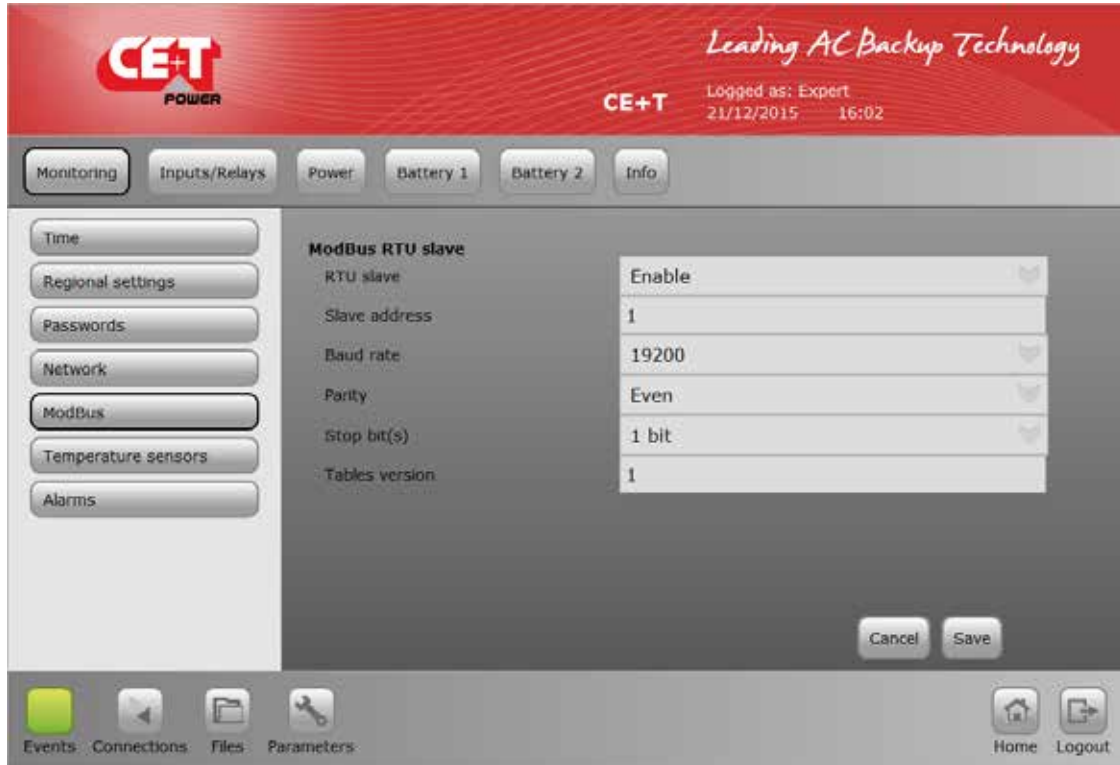 CE+T
POWER
Leading AC Backup Technology
CE+T
Logged as: Expert
21/12/2015 16:02
Monitoring
Inputs/Relays
Power
Battery 1
Battery 2
Info
Time
Regional settings
Passwords
Network
ModBus
Temperature sensors
Alarms
ModBus RTU slave
RTU slave Enable
Slave address 1
Baud rate 19200
Parity Even
Stop bit(s) 1 bit
Tables version 1
Cancel
Save
Events
Connections
Files
Parameters
Home
Logout